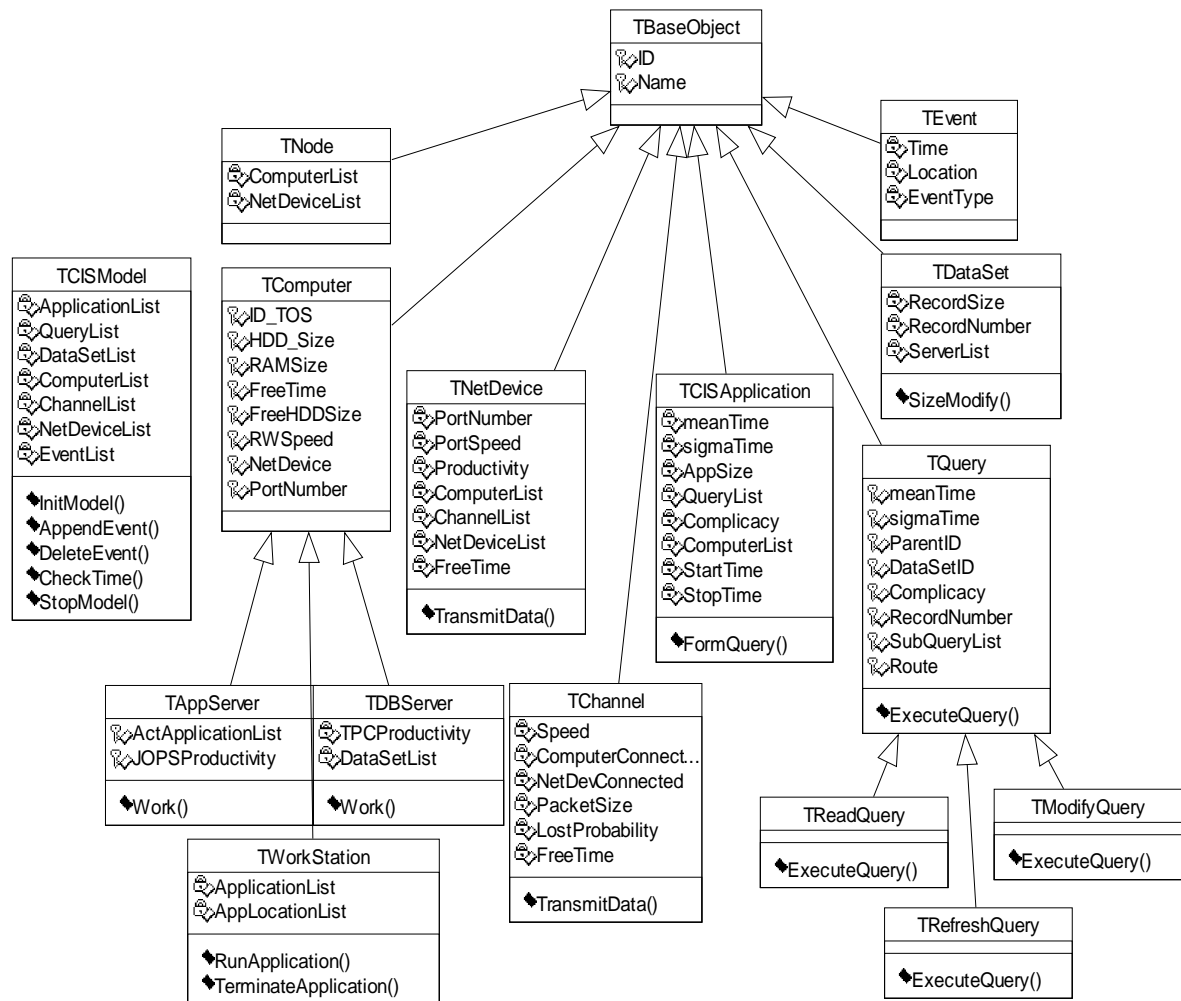 TBaseObject
ID
Name
TNode
ComputerList
NetDeviceList
TEvent
Time
Location
EventType
TCISModel
ApplicationList
QueryList
DataSetList
ComputerList
ChannelList
NetDeviceList
EventList
InitModel()
AppendEvent()
DeleteEvent()
CheckTime()
StopModel()
TComputer
ID_TOS
HDD_Size
RAMSize
FreeTime
FreeHDDSize
RWSpeed
NetDevice
PortNumber
TDataSet
RecordSize
RecordNumber
ServerList
SizeModify()
TNetDevice
PortNumber
PortSpeed
Productivity
ComputerList
ChannelList
NetDeviceList
FreeTime
TransmitData()
TCISApplication
meanTime
sigmaTime
AppSize
QueryList
Complicacy
ComputerList
StartTime
StopTime
FormQuery()
TQuery
meanTime
sigmaTime
ParentID
DataSetID
Complicacy
RecordNumber
SubQueryList
Route
ExecuteQuery()
TAppServer
ActApplicationList
JOPSProductivity
Work()
TDBServer
TPCProductivity
DataSetList
Work()
TChannel
Speed
ComputerConnect...
NetDevConnected
PacketSize
LostProbability
FreeTime
TransmitData()
TReadQuery
ExecuteQuery()
TModifyQuery
ExecuteQuery()
TWorkStation
ApplicationList
AppLocationList
RunApplication()
TerminateApplication()
TRefreshQuery
ExecuteQuery()